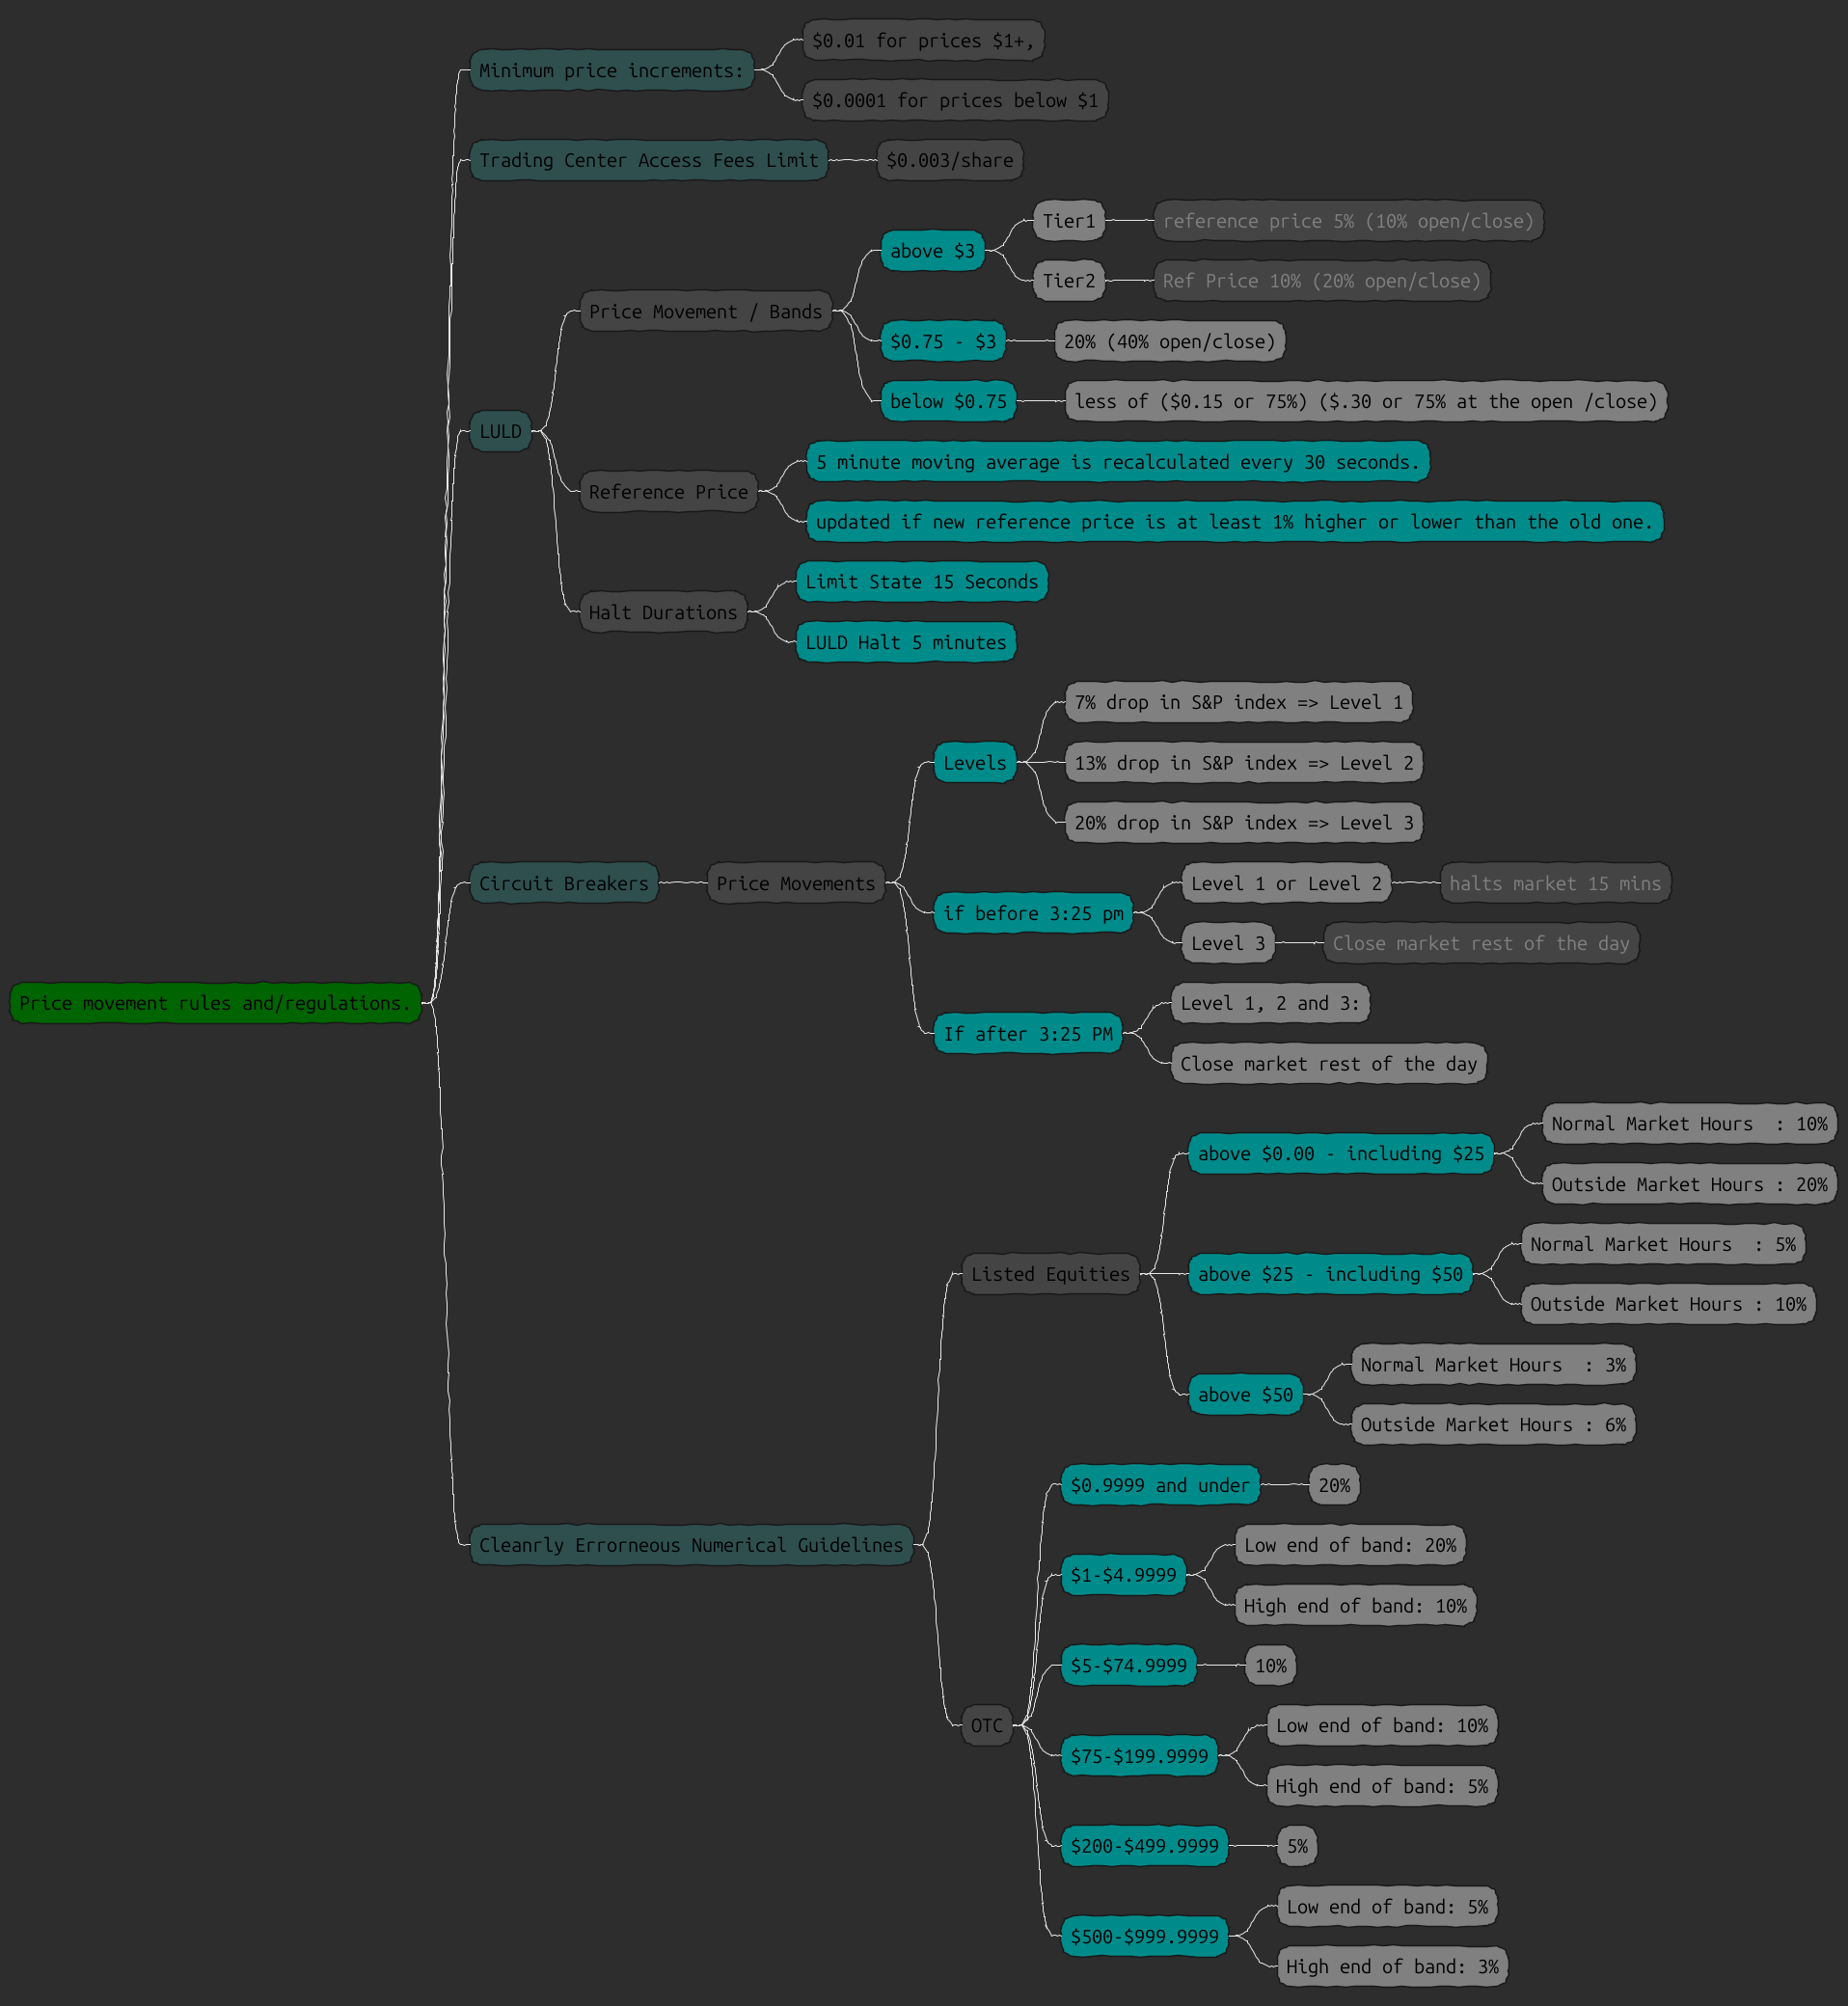 Price movement rules and/regulations.
Minimum price increments:
$0.01 for prices $1+,
$0.0001 for prices below $1
Trading Center Access Fees Limit
$0.003/share
LULD
Price Movement / Bands
above $3
Tier1
reference price 5% (10% open/close)
Tier2
Ref Price 10% (20% open/close)
$0.75 - $3
20% (40% open/close)
below $0.75
less of ($0.15 or 75%) ($.30 or 75% at the open /close)
Reference Price
5 minute moving average is recalculated every 30 seconds.
updated if new reference price is at least 1% higher or lower than the old one.
Halt Durations
Limit State 15 Seconds
LULD Halt 5 minutes
Circuit Breakers
Price Movements
Levels
7% drop in S&P index => Level 1
13% drop in S&P index => Level 2
20% drop in S&P index => Level 3
if before 3:25 pm
Level 1 or Level 2
halts market 15 mins
Level 3
Close market rest of the day
If after 3:25 PM
Level 1, 2 and 3:
Close market rest of the day
Cleanrly Errorneous Numerical Guidelines
Listed Equities
above $0.00 - including $25
Normal Market Hours  : 10%
Outside Market Hours : 20%
above $25 - including $50
Normal Market Hours  : 5%
Outside Market Hours : 10%
above $50
Normal Market Hours  : 3%
Outside Market Hours : 6%
OTC
$0.9999 and under
20%
$1-$4.9999
Low end of band: 20%
High end of band: 10%
$5-$74.9999
10%
$75-$199.9999
Low end of band: 10%
High end of band: 5%
$200-$499.9999
5%
$500-$999.9999
Low end of band: 5%
High end of band: 3%